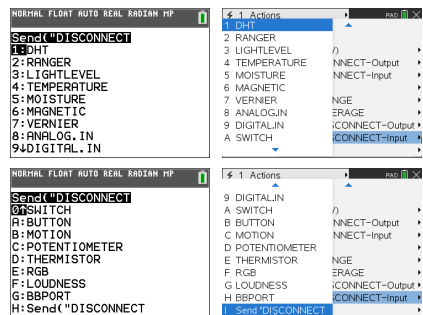 NORMAL FLOAT AUTO REAL RADIAN MP
Send("DISCONNECT
1:DHT
2:RANGER
3:LIGHTLEVEL
4:TEMPERATURE
5:MOISTURE
6:MAGNETIC
7:VERNIER
8:ANALOG.IN
9↓DIGITAL.IN
1 Actions
RAD
1 DHT
2 RANGER
3 LIGHTLEVEL /)
4 TEMPERATURE NNECT-Output
5 MOISTURE NNECT-Input
6 MAGNETIC
7 VERNIER NGE
8 ANALOG.IN ERAGE
9 DIGITAL.IN CONNECT-Output
A SWITCH CONNECT-Input
NORMAL FLOAT AUTO REAL RADIAN MP
Send("DISCONNECT
0↑SWITCH
A:BUTTON
B:MOTION
C:POTENTIOMETER
D:THERMISTOR
E:RGB
F:LOUDNESS
G:BBPORT
H:Send("DISCONNECT
1 Actions
RAD
9 DIGITAL.IN
A SWITCH /)
B BUTTON NNECT-Output
C MOTION NNECT-Input
D POTENTIOMETER
E THERMISTOR NGE
F RGB ERAGE
G LOUDNESS CONNECT-Output
H BBPORT CONNECT-Input
I Send "DISCONNECT